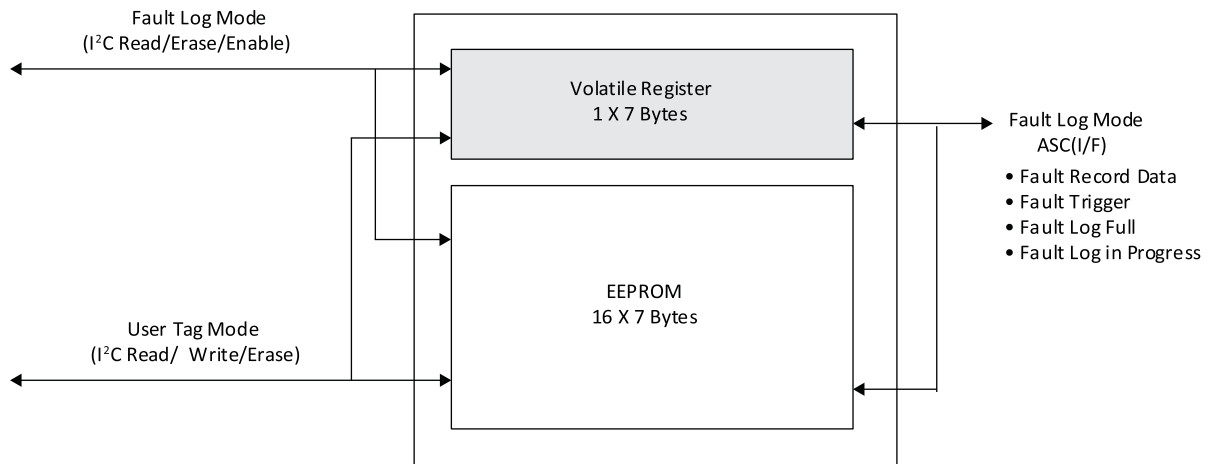 Fault Log Mode
(I²C Read/Erase/Enable)
Volatile Register
1 X 7 Bytes
Fault Log Mode
ASC(I/F)
• Fault Record Data
• Fault Trigger
• Fault Log Full
• Fault Log in Progress
EEPROM
16 X 7 Bytes
User Tag Mode
(I²C Read/ Write/Erase)